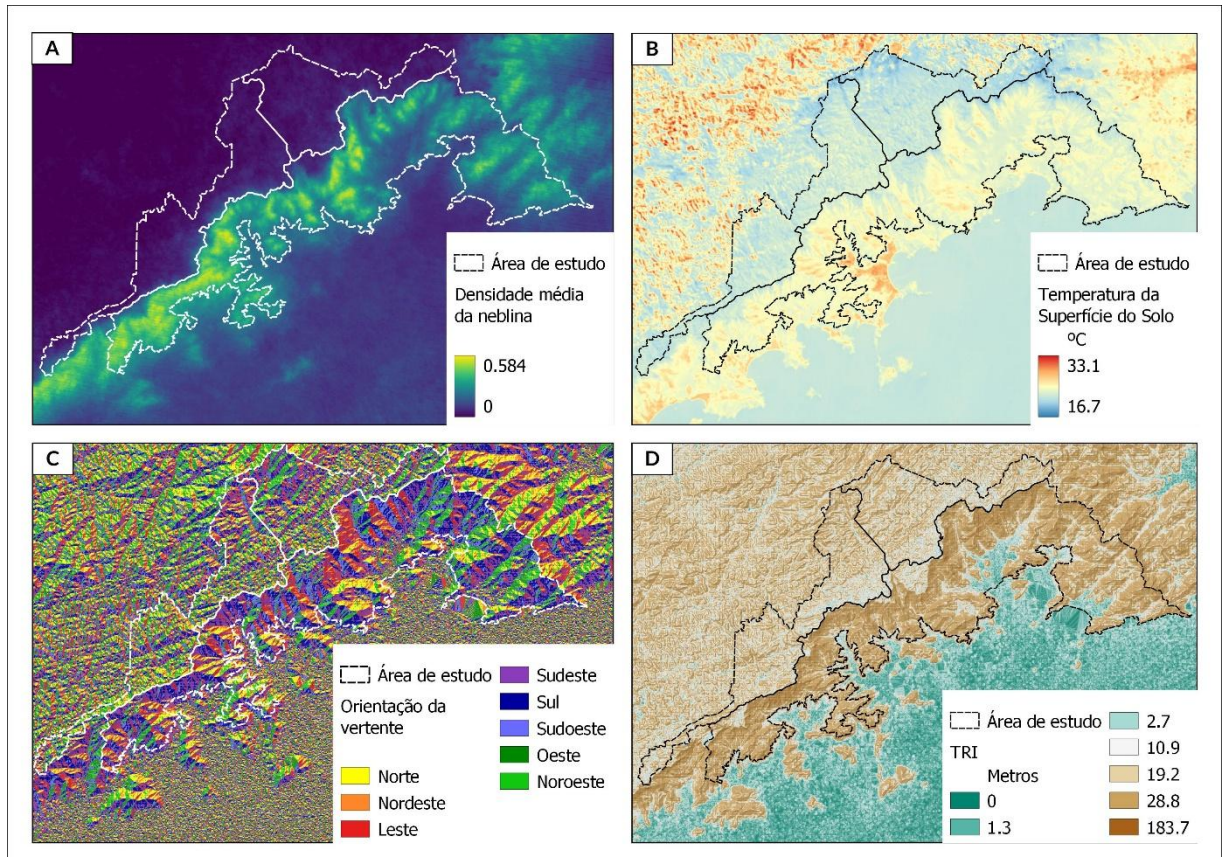 A
Área de estudo
Densidade média
da neblina
0.584
0
B
Área de estudo
Temperatura da
Superfície do Solo
ºC
33.1
16.7
C
Área de estudo
Orientação da
vertente
Norte
Nordeste
Leste
Sudeste
Sul
Sudoeste
Oeste
Noroeste
D
Área de estudo
TRI
Metros
0
1.3
2.7
10.9
19.2
28.8
183.7